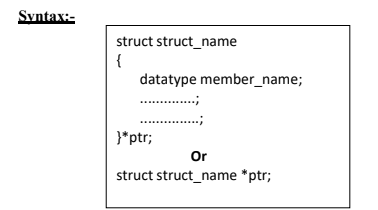 Syntax:-
struct struct_name
{
datatype member_name;
..............;
...............;
}*ptr;
Or
struct struct_name *ptr;